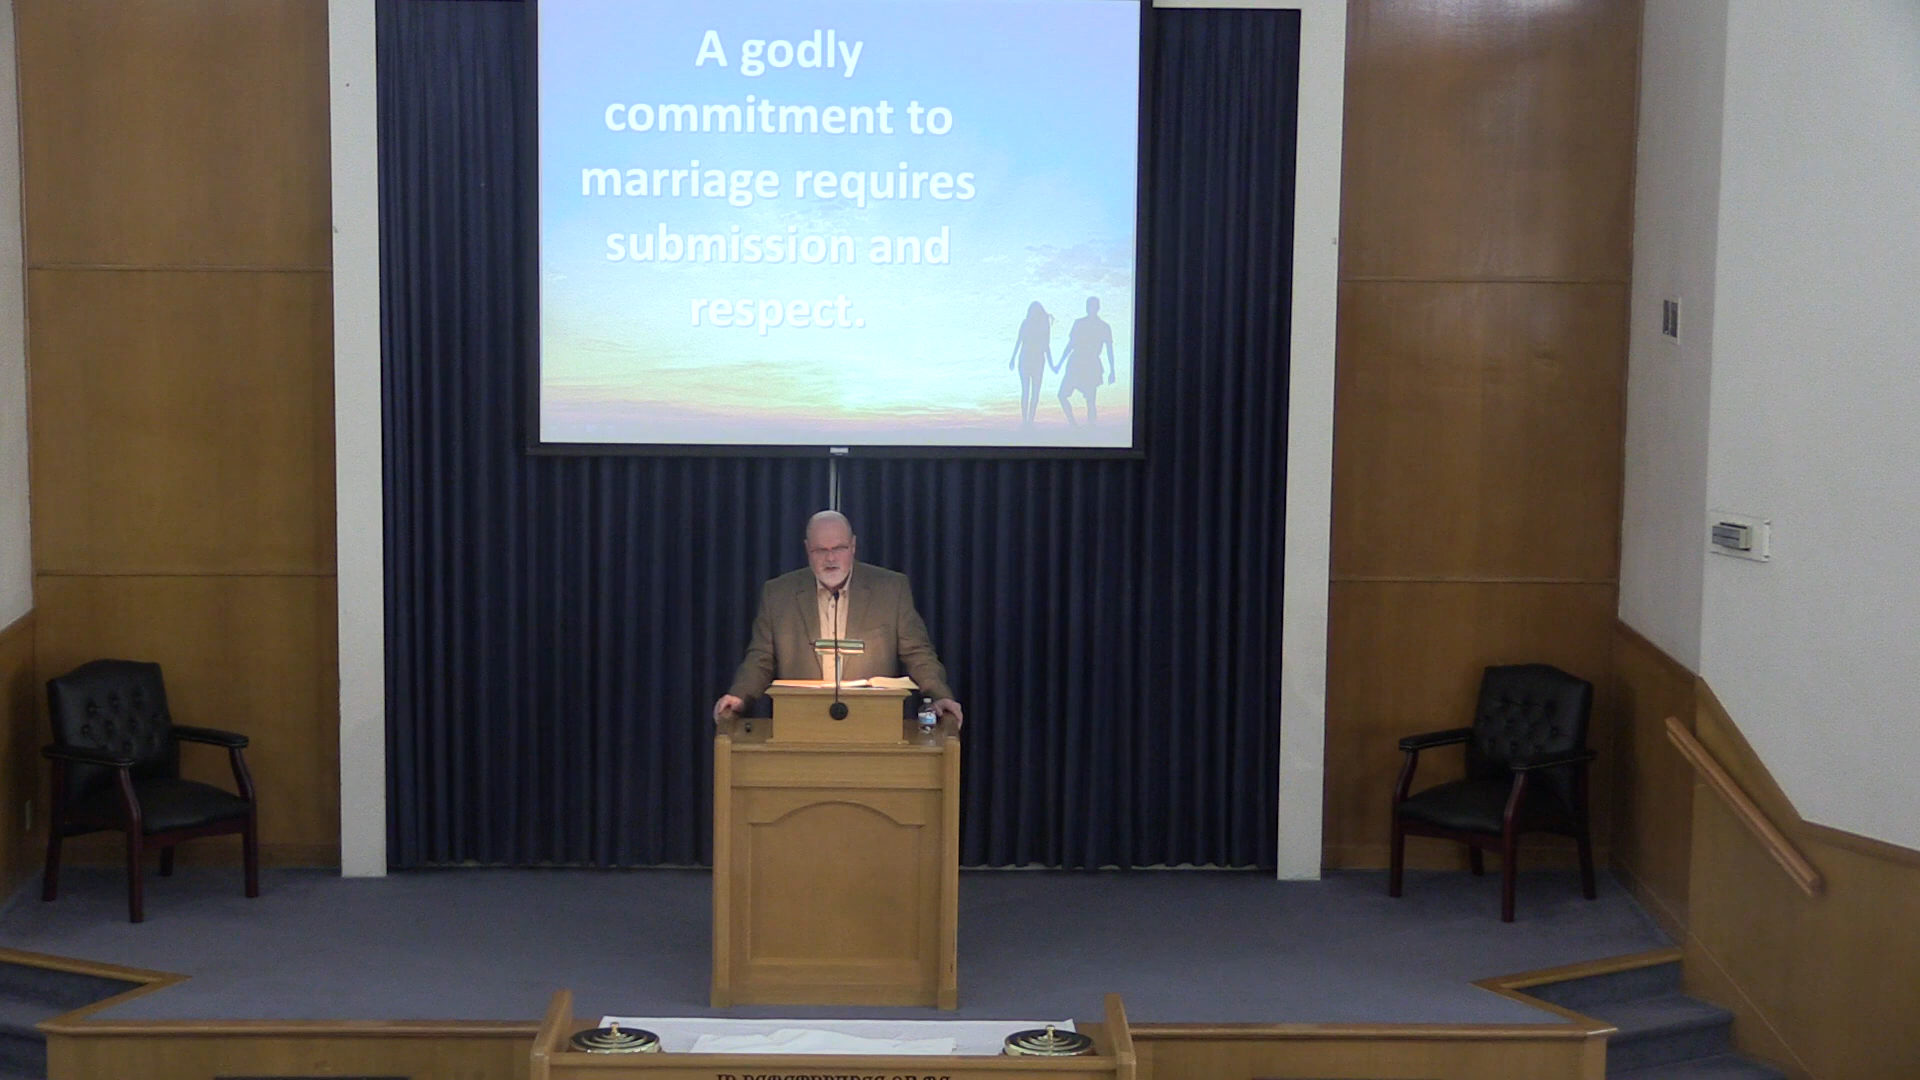 A godly
commitment to
marriage requires
submission and
respect.